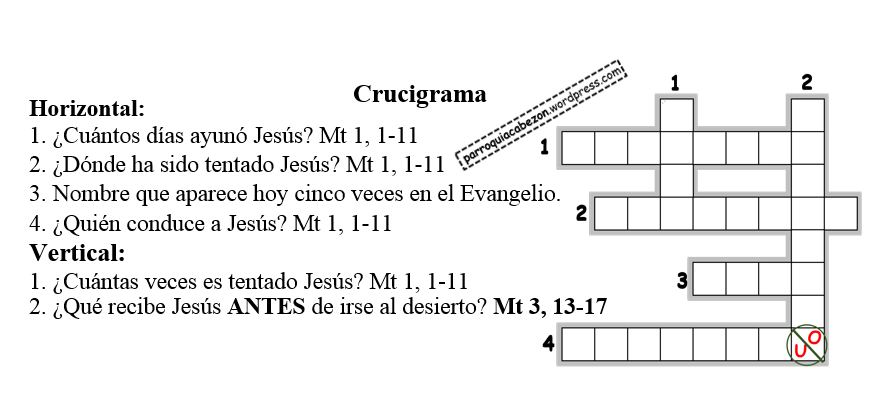 Crucigrama
parroquiacabezon.wordpress.com
Horizontal:
1. ¿Cuántos días ayunó Jesús? Mt 1, 1-11
2. ¿Dónde ha sido tentado Jesús? Mt 1, 1-11
3. Nombre que aparece hoy cinco veces en el Evangelio.
4. ¿Quién conduce a Jesús? Mt 1, 1-11
Vertical:
1. ¿Cuántas veces es tentado Jesús? Mt 1, 1-11
2. ¿Qué recibe Jesús ANTES de irse al desierto? Mt 3, 13-17
1 2
1
2
3
4
U O